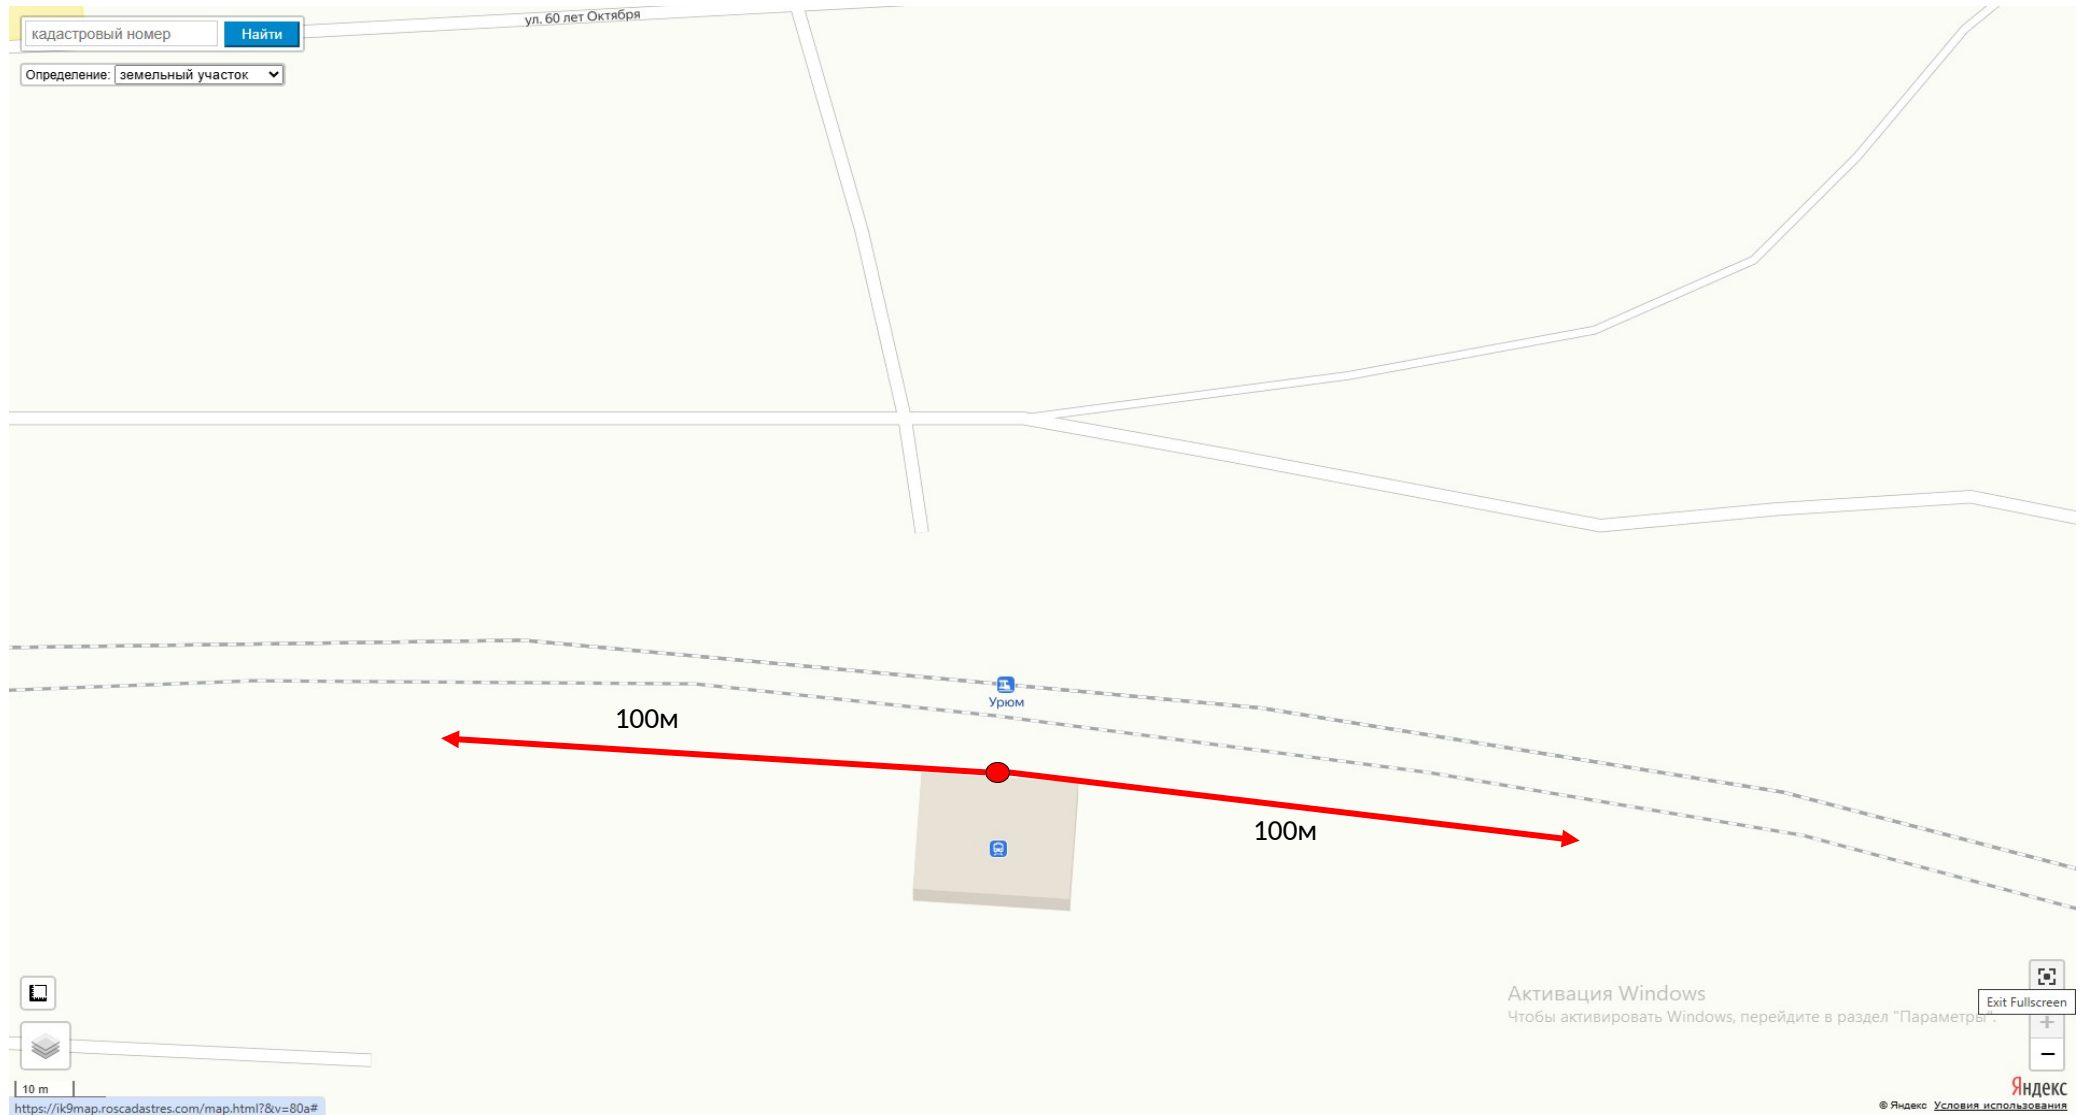 ул. 60 лет Октября
кадастровый номер
Найти
Определение: земельный участок
Урюм
100м
100м
Активация Windows
Чтобы активировать Windows, перейдите в раздел "Параметры".
Exit Fullscreen
+
−
10 m
Яндекс
https://ik9map.roscadastres.com/map.html?&v=80a#
© Яндекс Условия использования